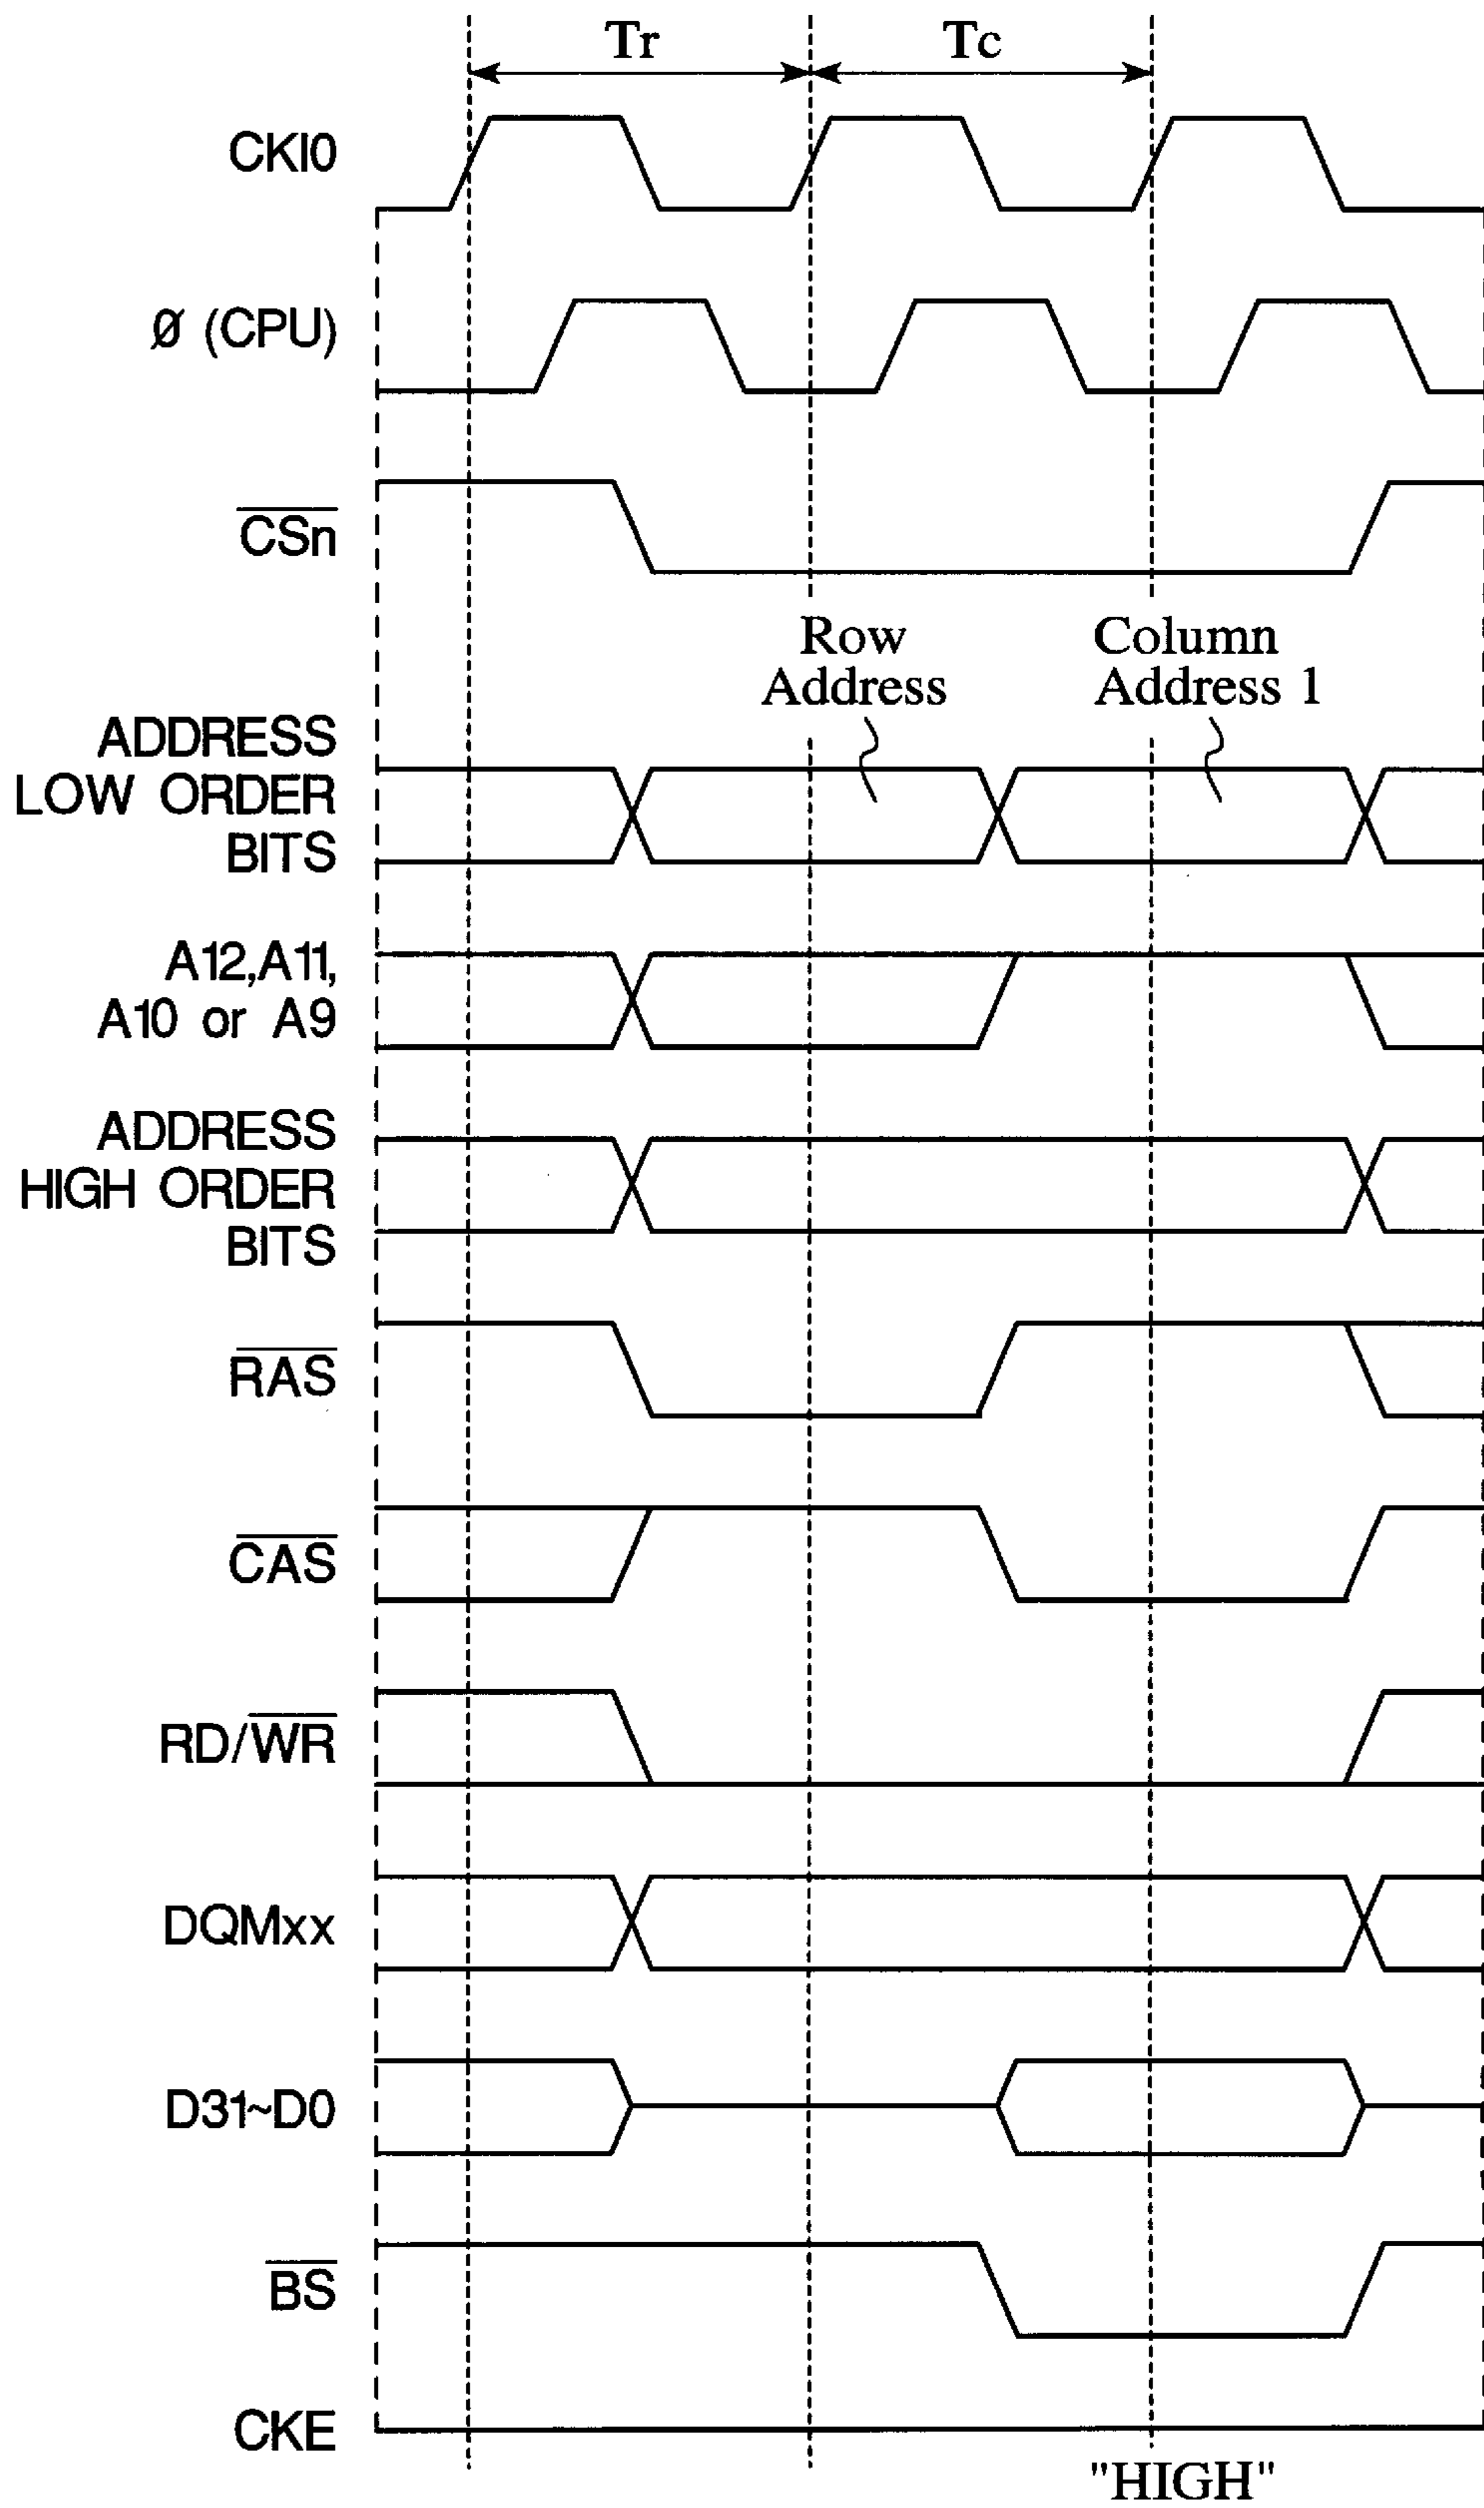 Tr Tc
CKIO
Ø (CPU)
CSn
Row
Address
Column
Address 1
ADDRESS
LOW ORDER
BITS
A12,A11,
A10 or A9
ADDRESS
HIGH ORDER
BITS
RAS
CAS
RD/WR
DQMxx
D31~D0
BS
CKE
"HIGH"